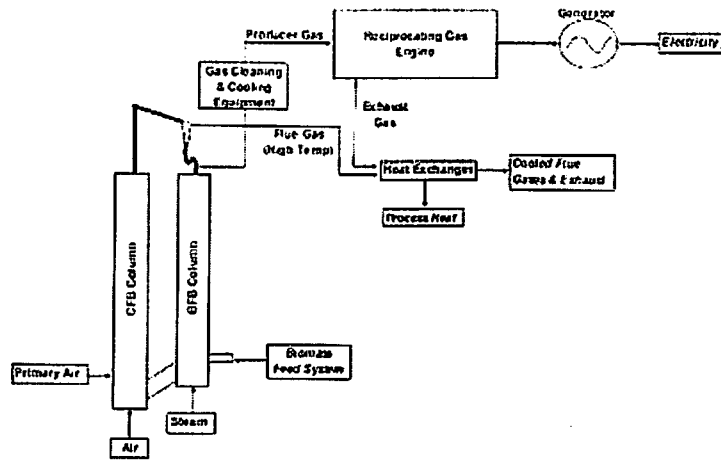 Generator
Producer Gas
Reciprocating Gas
Engine
Electricity
Gas Cleaning
& Cooling
Equipment
Exhaust
Gas
Flue Gas
(High Temp)
Heat Exchanges
Cooled Flue
Gases & Exhaust
Process Heat
CFB Column
BFB Column
Primary Air
Biomass
Feed System
Steam
Air